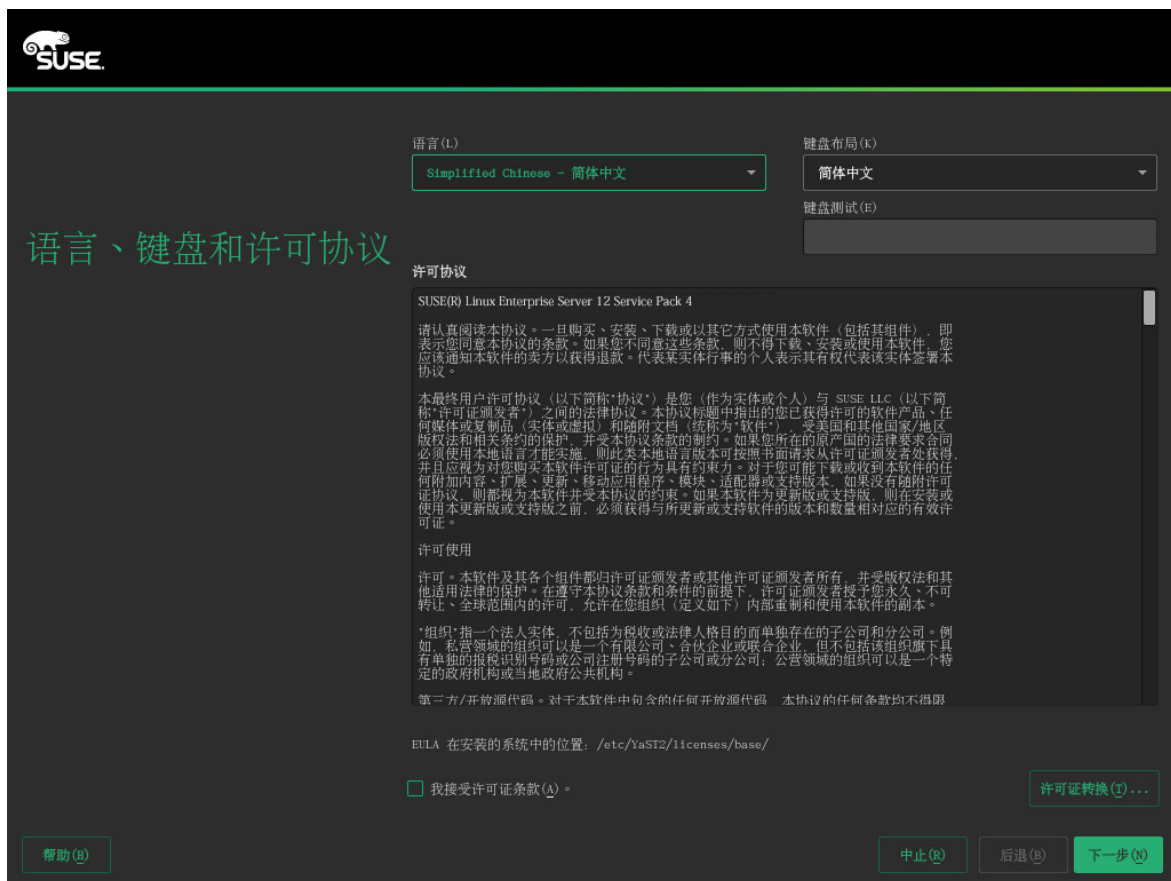 SUSE.
语言(L)
Simplified Chinese - 简体中文
键盘布局(K)
简体中文
键盘测试(E)
语言、键盘和许可协议
许可协议
SUSE(R) Linux Enterprise Server 12 Service Pack 4
请认真阅读本协议。一旦购买、安装、下载或以其它方式使用本软件（包括其组件），即
表示您同意本协议的条款。如果您不同意这些条款，则不得下载、安装或使用本软件，您
应该通知本软件的卖方以获得退款。代表某实体行事的个人表示其有权代表该实体签署本
协议。
本最终用户许可协议（以下简称"协议"）是您（作为实体或个人）与 SUSE LLC（以下简
称"许可证颁发者"）之间的法律协议。本协议标题中指出的您已获得许可的软件产品、任
何媒体或复制品（实体或虚拟）和随附文档（统称为"软件"），受美国和其他国家/地区
版权法和相关条约的保护，并受本协议条款的制约。如果您所在的原产国的法律要求合同
必须使用本地语言才能实施，则此类本地语言版本可按照书面请求从许可证颁发者处获得，
并且应视为对您购买本软件许可证的行为具有约束力。对于您可能下载或收到本软件的任
何附加内容、扩展、更新、移动应用程序、模块、适配器或支持版本，如果没有随附许可
证协议，则都视为本软件并受本协议的约束。如果本软件为更新版或支持版，则在安装或
使用本更新版或支持版之前，必须获得与所更新或支持软件的版本和数量相对应的有效许
可证。
许可使用
许可。本软件及其各个组件都归许可证颁发者或其他许可证颁发者所有，并受版权法和其
他适用法律的保护。在遵守本协议条款和条件的前提下，许可证颁发者授予您永久、不可
转让、全球范围内的许可，允许在您组织（定义如下）内部重制和使用本软件的副本。
"组织"指一个法人实体，不包括为税收或法律人格目的而单独存在的子公司和分公司。例
如，私营领域的组织可以是一个有限公司、合伙企业或联合企业，但不包括该组织旗下具
有单独的报税识别号码或公司注册号码的子公司或分公司；公营领域的组织可以是一个特
定的政府机构或当地政府公共机构。
第三方/开放源代码。对于本软件中包含的任何开放源代码，本协议的任何条款均不得限
EULA 在安装的系统中的位置：/etc/YaST2/licenses/base/
我接受许可证条款(A)。
许可证转换(T)...
帮助(H)
中止(R)
后退(B)
下一步(N)